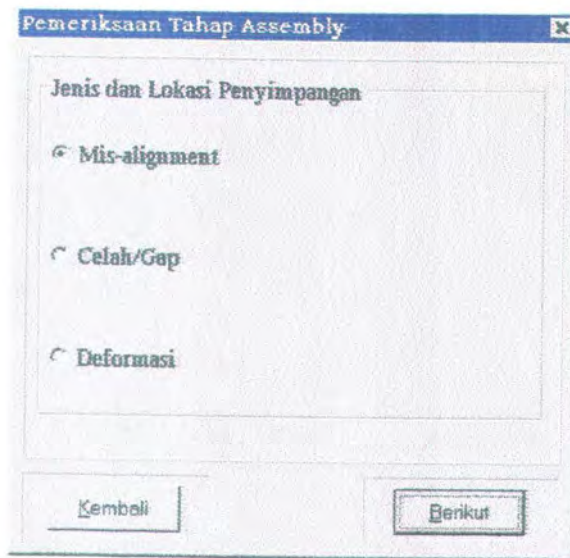 Pemeriksaan Tahap Assembly
Jenis dan Lokasi Penyimpangan
Mis-alignment
Celah/Gap
Deformasi
Kembali
Berikut